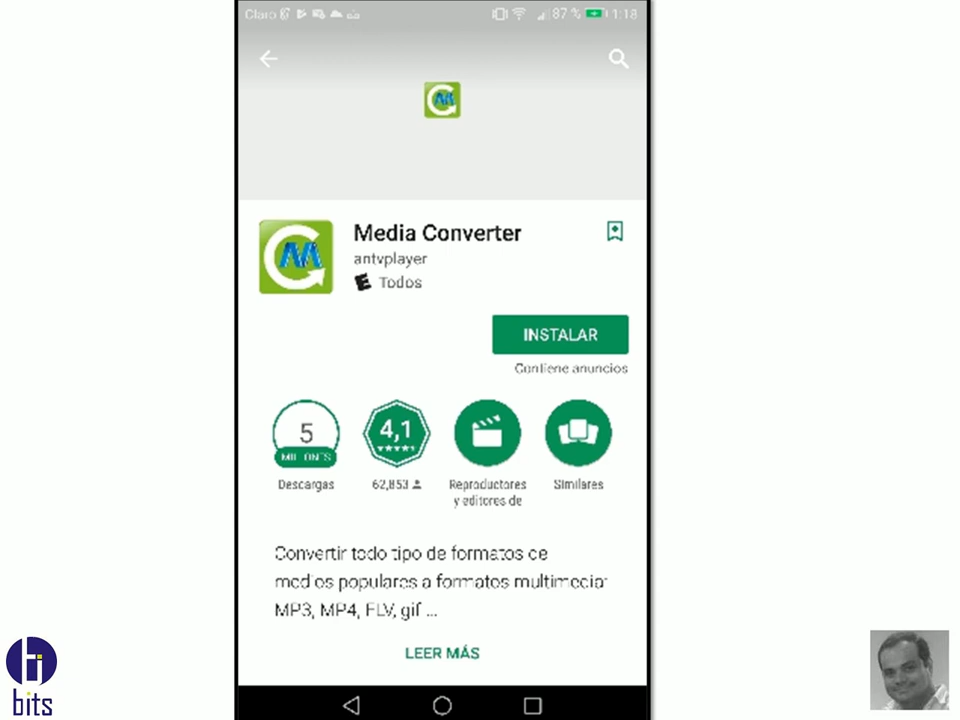 Claro
87 % 1:18
Media Converter
antvplayer
E Todos
INSTALAR
Contiene anuncios
5
MILLONES
4,1
Descargas
62,853
Reproductores
y editores de
Similares
Convertir todo tipo de formatos de
medios populares a formatos multimedia:
MP3, MP4, FLV, gif ...
LEER MÁS
bits